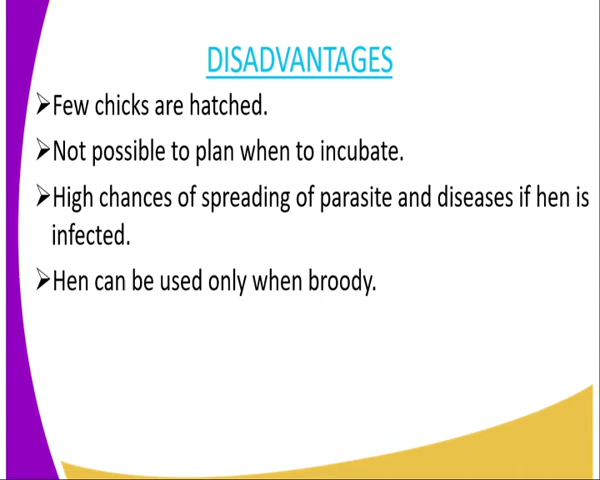 DISADVANTAGES
➢Few chicks are hatched.
➢Not possible to plan when to incubate.
➢High chances of spreading of parasite and diseases if hen is
infected.
➢Hen can be used only when broody.